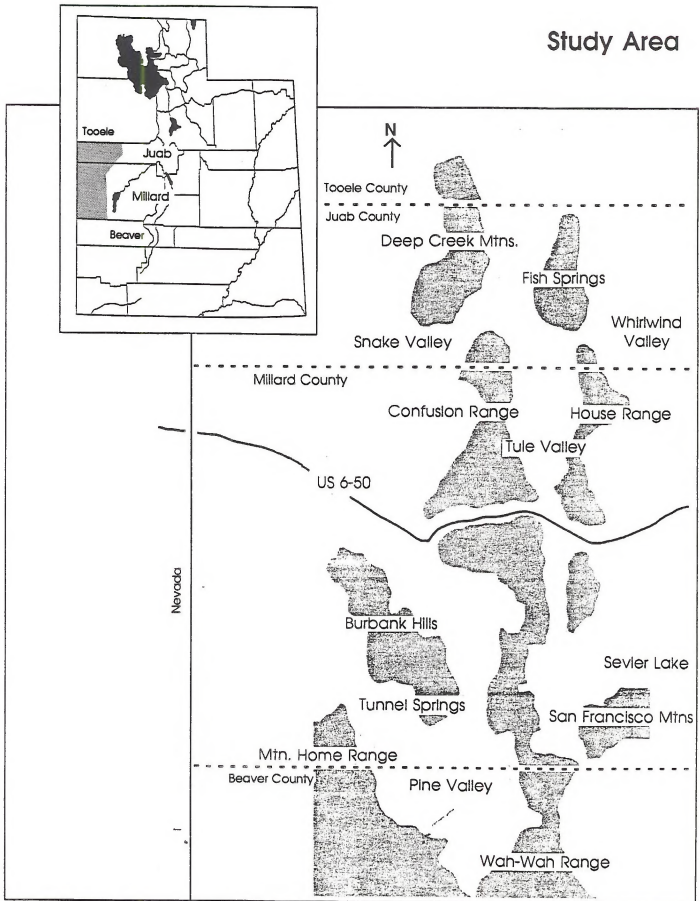 Study Area
Tooele
Juab
Millard
Beaver
N
Tooele County
Juab County
Deep Creek Mtns.
Fish Springs
Whirlwind
Valley
Snake Valley
Millard County
Confusion Range
House Range
Tule Valley
US 6-50
Nevada
Burbank Hills
Sevier Lake
Tunnel Springs
San Francisco Mtns
Mtn. Home Range
Beaver County
Pine Valley
Wah-Wah Range